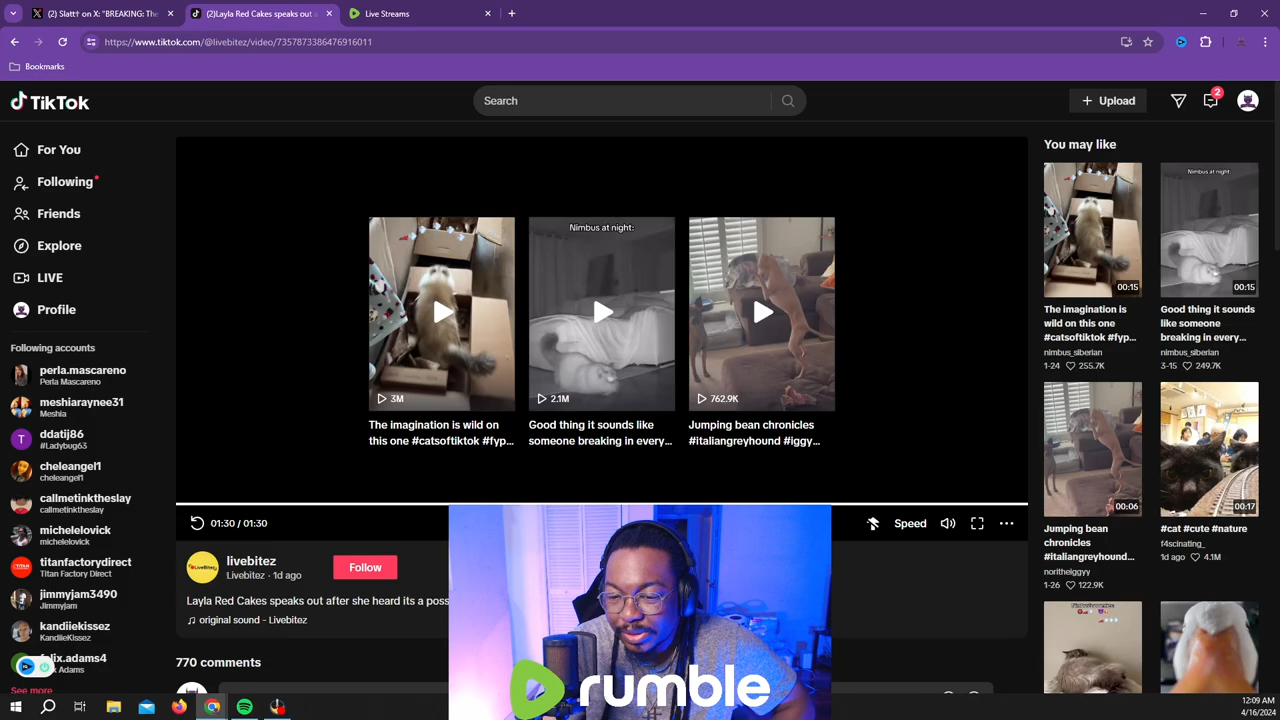 (2) Slatt† on X: "BREAKING: The
(2)Layla Red Cakes speaks out a
Live Streams
https://www.tiktok.com/@livebitez/video/7357873386476916011
Bookmarks
TikTok
Search
Upload
2
For You
Following
Friends
Explore
LIVE
Profile
Following accounts
perla.mascareno
Perla Mascareno
meshiaraynee31
Meshia
T
ddatij86
#Ladybug63
cheleangel1
cheleangel1
callmetinktheslay
callmetinktheslay
michelelovick
michelelovick
titanfactorydirect
Titan Factory Direct
jimmyjam3490
Jimmyjam
kandiiekissez
KandiieKissez
felix.adams4
Adams
See more
3M
The imagination is wild on
this one #catsoftiktok #fyp...
Nimbus at night:
2.1M
Good thing it sounds like
someone breaking in every...
762.9K
Jumping bean chronicles
#italiangreyhound #iggy...
01:30 / 01:30
Speed
LiveBitez
livebitez
Livebitez · 1d ago
Follow
Layla Red Cakes speaks out after she heard its a poss
original sound - Livebitez
770 comments
rumble
You may like
00:15
The imagination is
wild on this one
#catsoftiktok #fyp...
nimbus_siberian
1-24 255.7K
Nimbus at night:
00:15
Good thing it sounds
like someone
breaking in every...
nimbus_siberian
3-15 249.7K
00:06
Jumping bean
chronicles
#italiangreyhound...
noritheiggyy
1-26 122.9K
00:17
#cat #cute #nature
f4scinating_
1d ago 4.1M
12:09 AM
4/16/2024